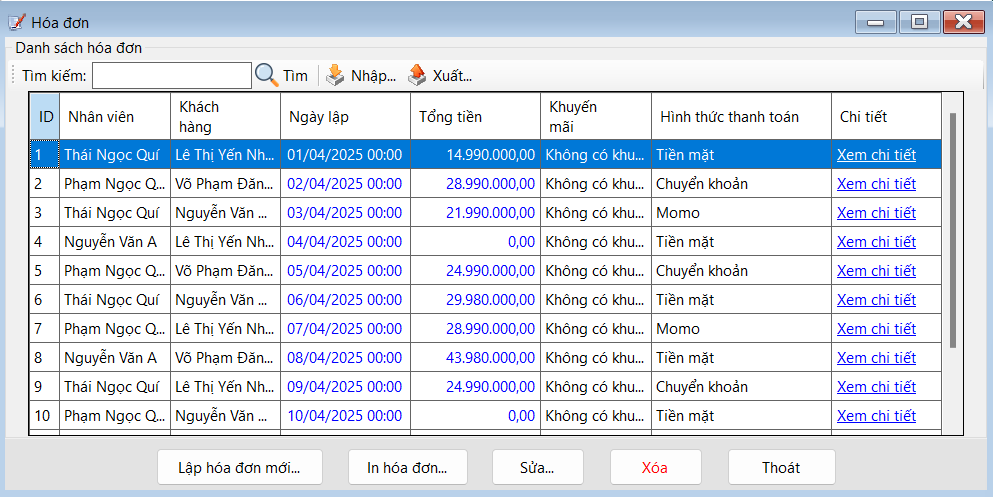 Hóa đơn
Danh sách hóa đơn
Tìm kiếm: Tìm Nhập... Xuất...
ID Nhân viên Khách hàng Ngày lập Tổng tiền Khuyến mãi Hình thức thanh toán Chi tiết
1 Thái Ngọc Quí Lê Thị Yến Nh... 01/04/2025 00:00 14.990.000,00 Không có khu... Tiền mặt Xem chi tiết
2 Phạm Ngọc Q... Võ Phạm Đăn... 02/04/2025 00:00 28.990.000,00 Không có khu... Chuyển khoản Xem chi tiết
3 Thái Ngọc Quí Nguyễn Văn ... 03/04/2025 00:00 21.990.000,00 Không có khu... Momo Xem chi tiết
4 Nguyễn Văn A Lê Thị Yến Nh... 04/04/2025 00:00 0,00 Không có khu... Tiền mặt Xem chi tiết
5 Phạm Ngọc Q... Võ Phạm Đăn... 05/04/2025 00:00 24.990.000,00 Không có khu... Chuyển khoản Xem chi tiết
6 Thái Ngọc Quí Nguyễn Văn ... 06/04/2025 00:00 29.980.000,00 Không có khu... Tiền mặt Xem chi tiết
7 Phạm Ngọc Q... Lê Thị Yến Nh... 07/04/2025 00:00 28.990.000,00 Không có khu... Momo Xem chi tiết
8 Nguyễn Văn A Võ Phạm Đăn... 08/04/2025 00:00 43.980.000,00 Không có khu... Tiền mặt Xem chi tiết
9 Thái Ngọc Quí Lê Thị Yến Nh... 09/04/2025 00:00 24.990.000,00 Không có khu... Chuyển khoản Xem chi tiết
10 Phạm Ngọc Q... Nguyễn Văn ... 10/04/2025 00:00 0,00 Không có khu... Tiền mặt Xem chi tiết
Lập hóa đơn mới... In hóa đơn... Sửa... Xóa Thoát